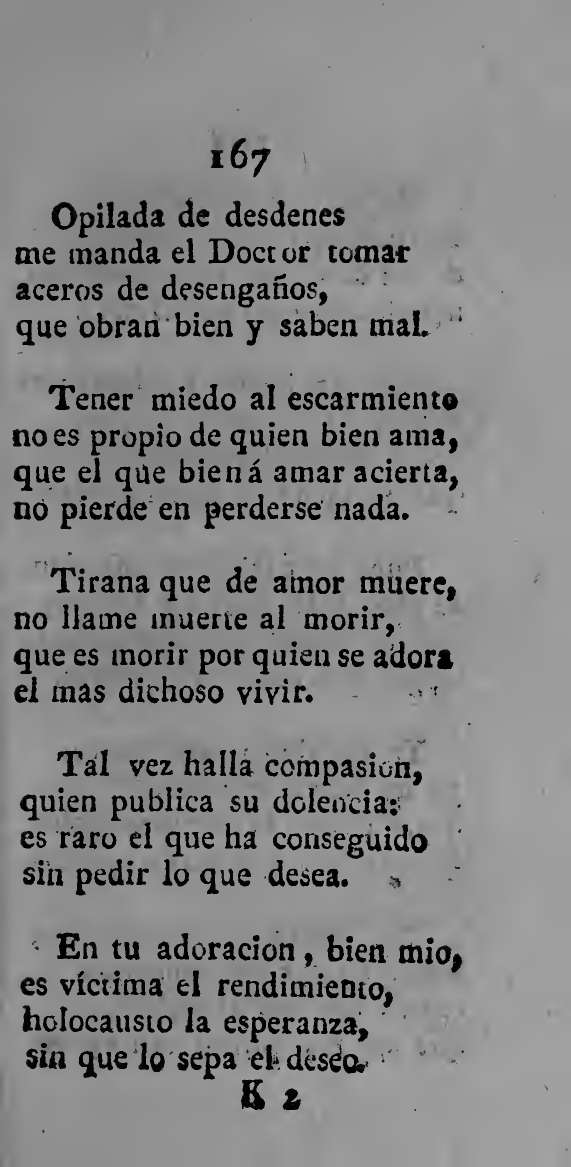 167
Opilada de desdenes
me manda el Doctor tomar
aceros de desengaños,
que obran bien y saben mal.
Tener miedo al escarmiento
no es propio de quien bien ama,
que el que bien á amar acierta,
no pierde en perderse nada.
Tirana que de amor muere,
no llame muerte al morir,
que es morir por quien se adora
el mas dichoso vivir.
Tal vez halla compasion,
quien publica su dolencia:
es raro el que ha conseguido
sin pedir lo que desea.
En tu adoracion, bien mio,
es víctima el rendimiento,
holocausto la esperanza,
sin que lo sepa el deseo.
K 2